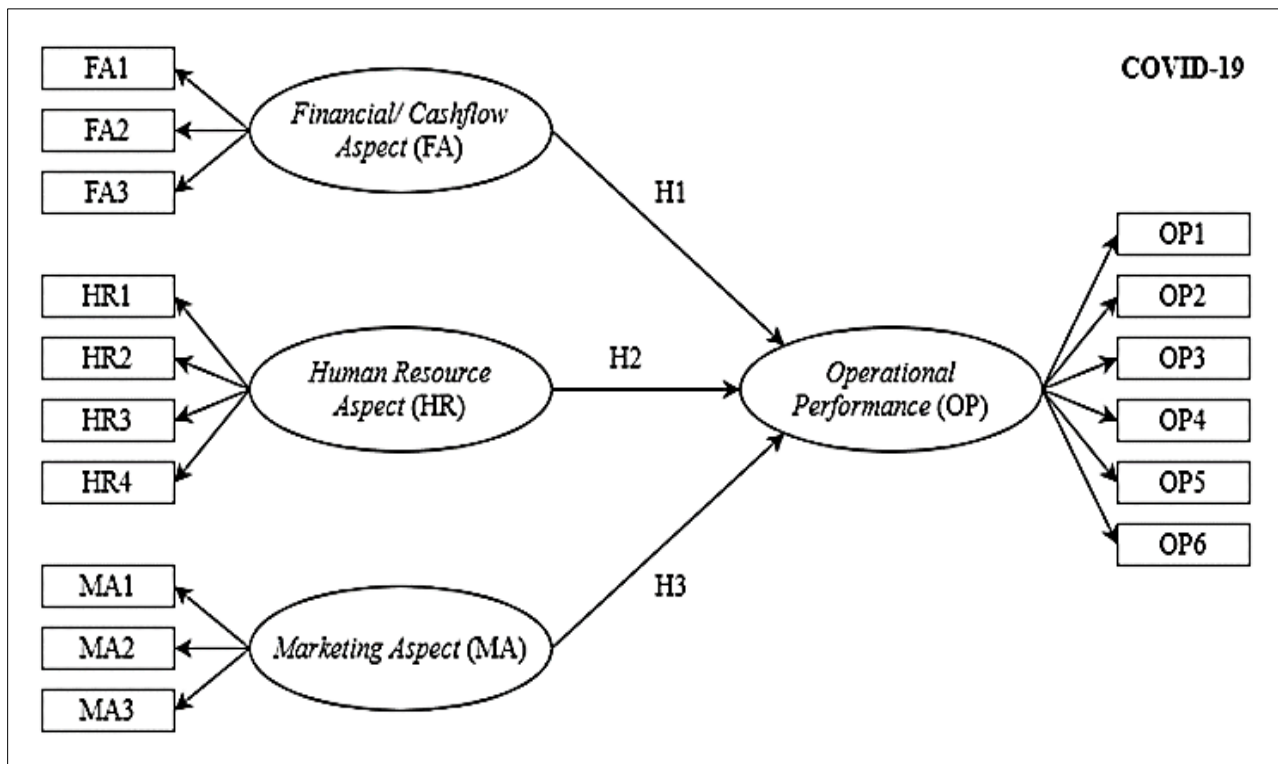 COVID-19
FA1
FA2
FA3
Financial/ Cashflow
Aspect (FA)
H1
HR1
HR2
HR3
HR4
Human Resource
Aspect (HR)
H2
MA1
MA2
MA3
Marketing Aspect (MA)
H3
Operational
Performance (OP)
OP1
OP2
OP3
OP4
OP5
OP6